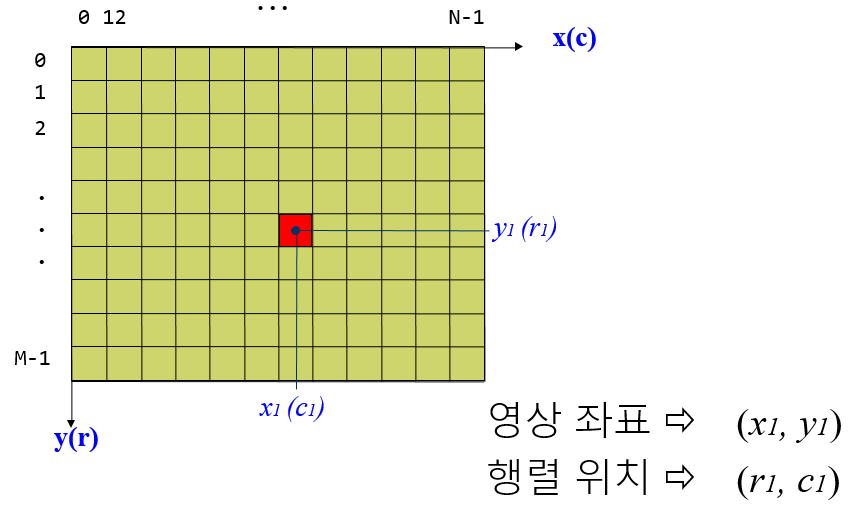 0 12 ... N-1
x(c)
0
1
2
.
.
.
y1 (r1)
M-1
x1 (c1)
y(r)
영상 좌표 ⇨ (x1, y1)
행렬 위치 ⇨ (r1, c1)